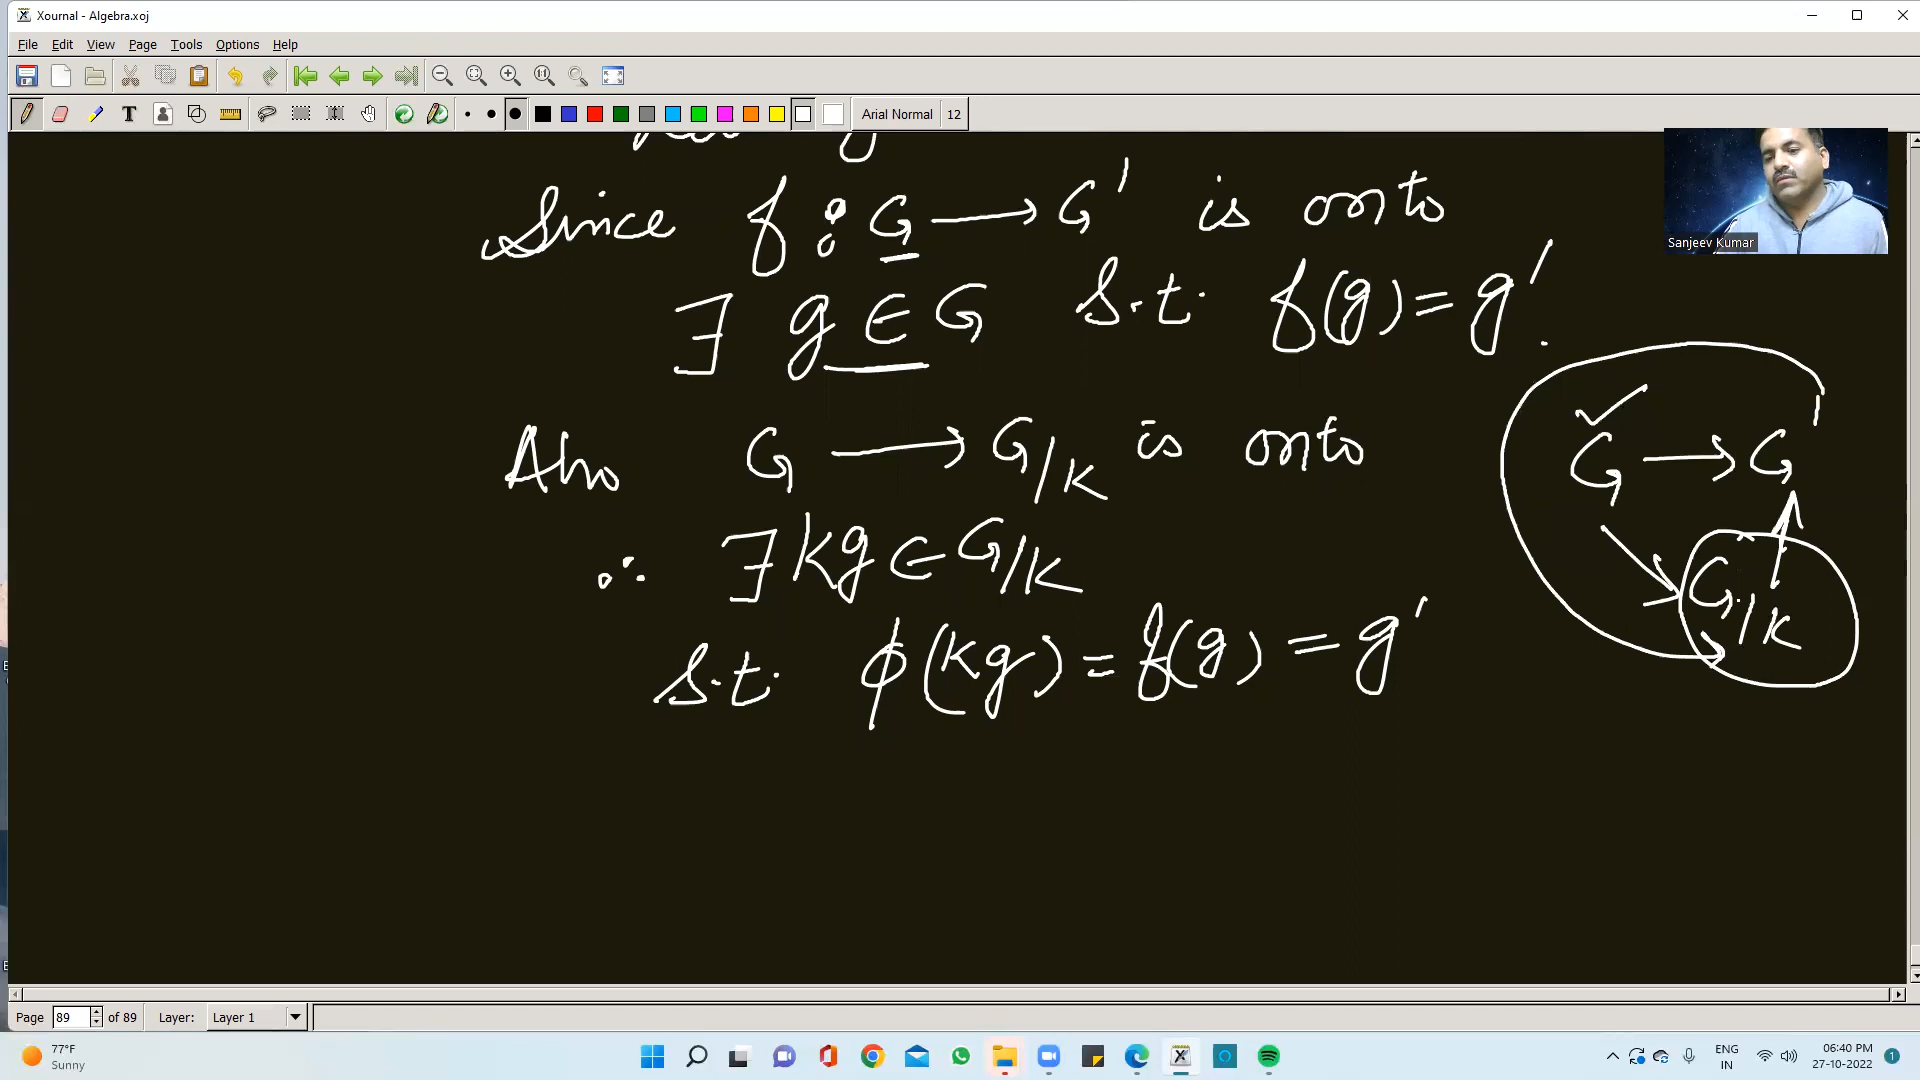 Xournal - Algebra.xoj
File Edit View Page Tools Options Help
Arial Normal 12
Sanjeev Kumar
Since f : G → G' is onto
∃ g ∈ G s.t. f(g) = g'.
Also G → G/K is onto
∴ ∃ Kg ∈ G/K
s.t. φ(Kg) = f(g) = g'
G → G'
G/K
Page 89 of 89 Layer: Layer 1
77°F
Sunny
ENG
IN
06:40 PM
27-10-2022
1